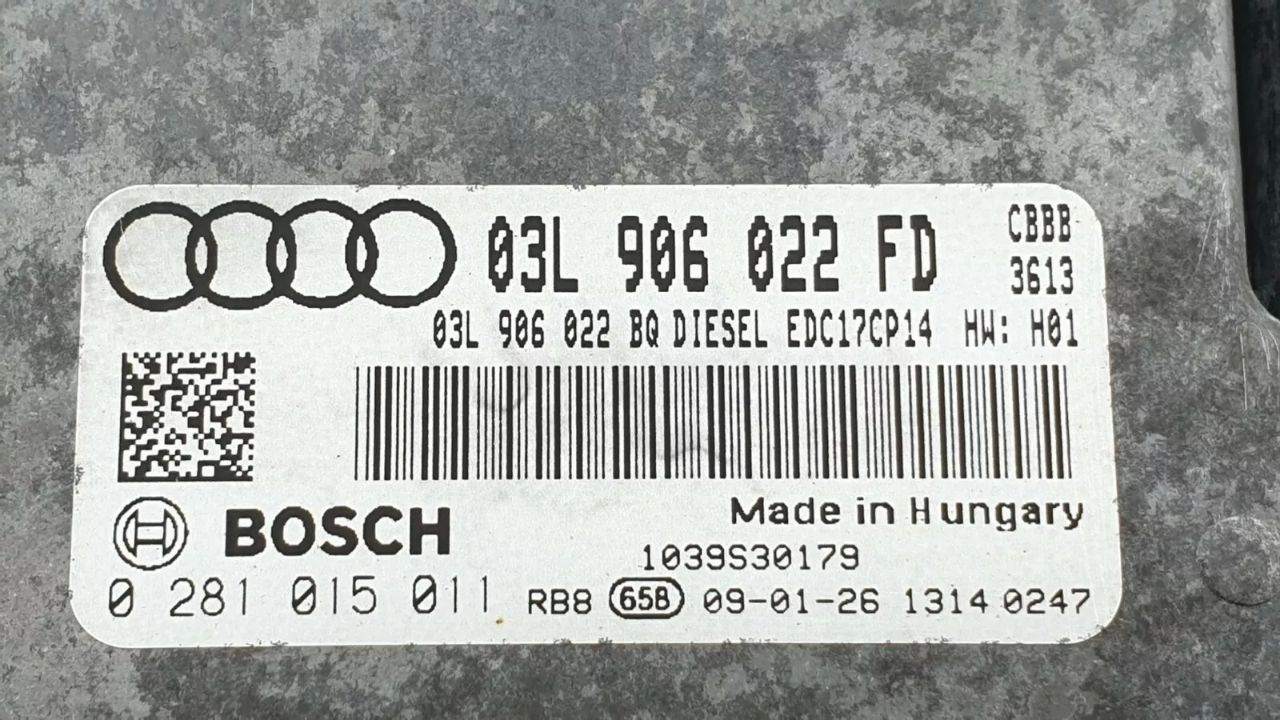 03L 906 022 FD CBBB
3613
03L 906 022 BQ DIESEL EDC17CP14 HW: H01
BOSCH
Made in Hungary
1039S30179
0 281 015 011 RB8 658 09-01-26 1314 0247